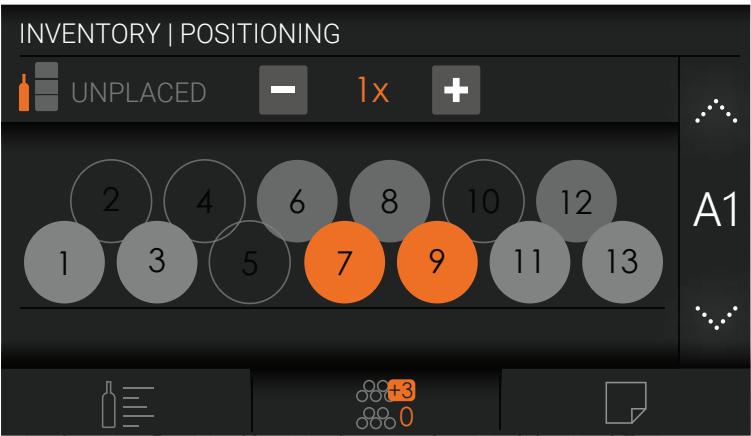 INVENTORY | POSITIONING
UNPLACED − 1x +
2 4 6 8 10 12
1 3 5 7 9 11 13
A1
+3
0